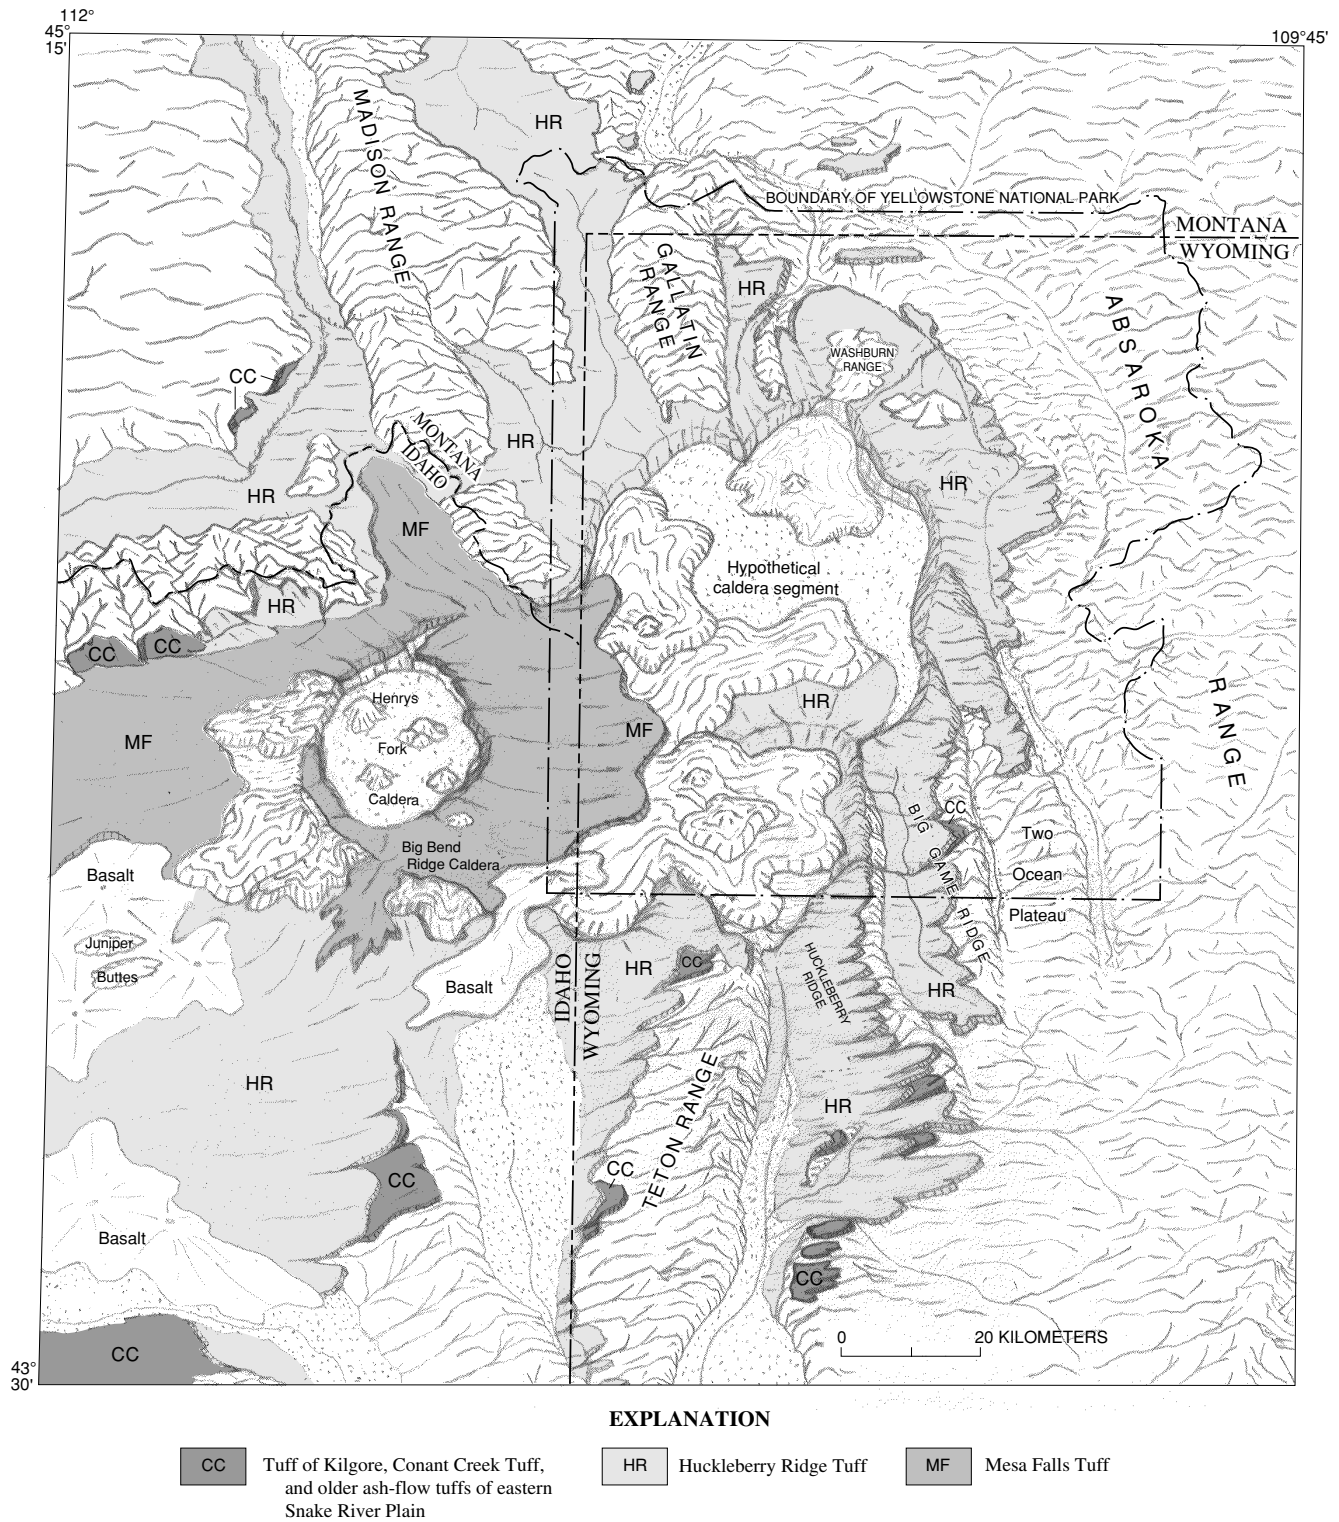 112°
45°
15'
109°45'
MADISON RANGE
HR
BOUNDARY OF YELLOWSTONE NATIONAL PARK
MONTANA
WYOMING
GALLATIN
RANGE
HR
ABSAROKA
WASHBURN
RANGE
CC
MONTANA
IDAHO
HR
HR
HR
MF
Hypothetical
caldera segment
HR
CC
CC
RANGE
Henrys
HR
MF
MF
Fork
Caldera
BIG GAME RIDGE
CC
Two
Ocean
Plateau
Big Bend
Ridge Caldera
Basalt
Juniper
Buttes
HUCKLEBERRY
RIDGE
CC
HR
IDAHO
WYOMING
Basalt
HR
HR
TETON RANGE
HR
CC
CC
Basalt
CC
CC
0 20 KILOMETERS
43°
30'
EXPLANATION
CC
Tuff of Kilgore, Conant Creek Tuff,
and older ash-flow tuffs of eastern
Snake River Plain
HR
Huckleberry Ridge Tuff
MF
Mesa Falls Tuff